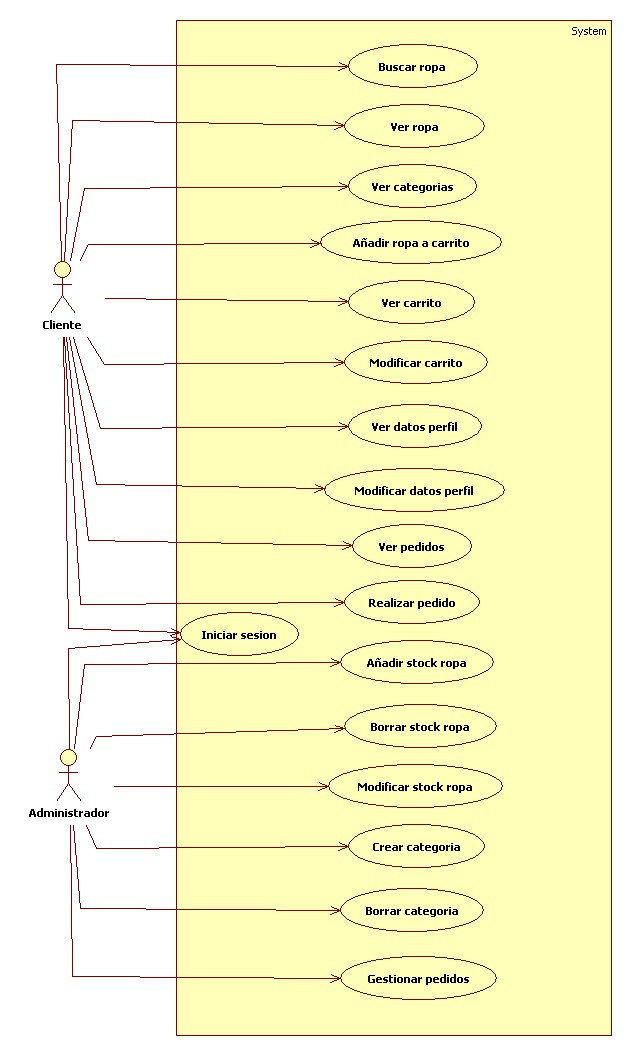 System
Buscar ropa
Ver ropa
Ver categorias
Añadir ropa a carrito
Ver carrito
Cliente
Modificar carrito
Ver datos perfil
Modificar datos perfil
Ver pedidos
Realizar pedido
Iniciar sesion
Añadir stock ropa
Borrar stock ropa
Modificar stock ropa
Administrador
Crear categoria
Borrar categoria
Gestionar pedidos